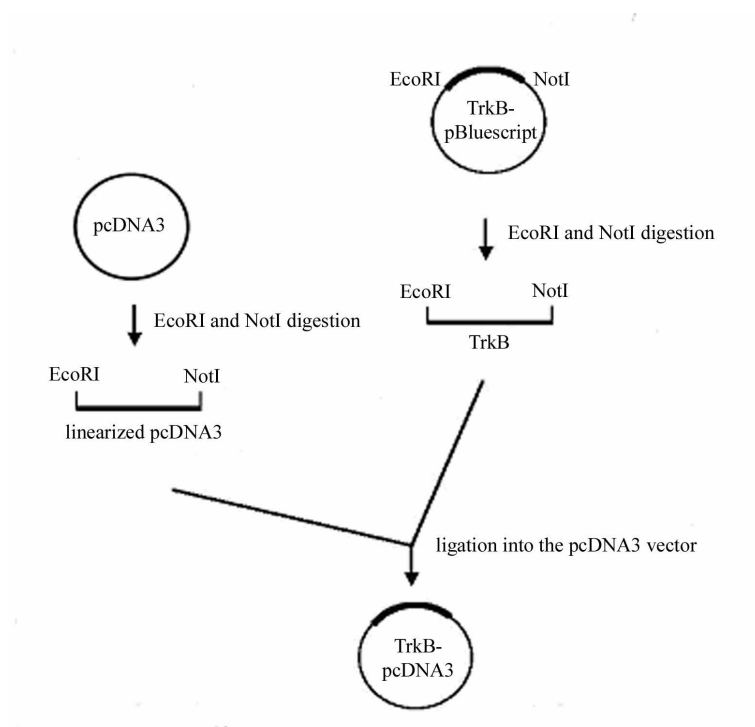 EcoRI
NotI
TrkB-
pBluescript
pcDNA3
EcoRI and NotI digestion
EcoRI
NotI
TrkB
EcoRI and NotI digestion
EcoRI
NotI
linearized pcDNA3
ligation into the pcDNA3 vector
TrkB-
pcDNA3